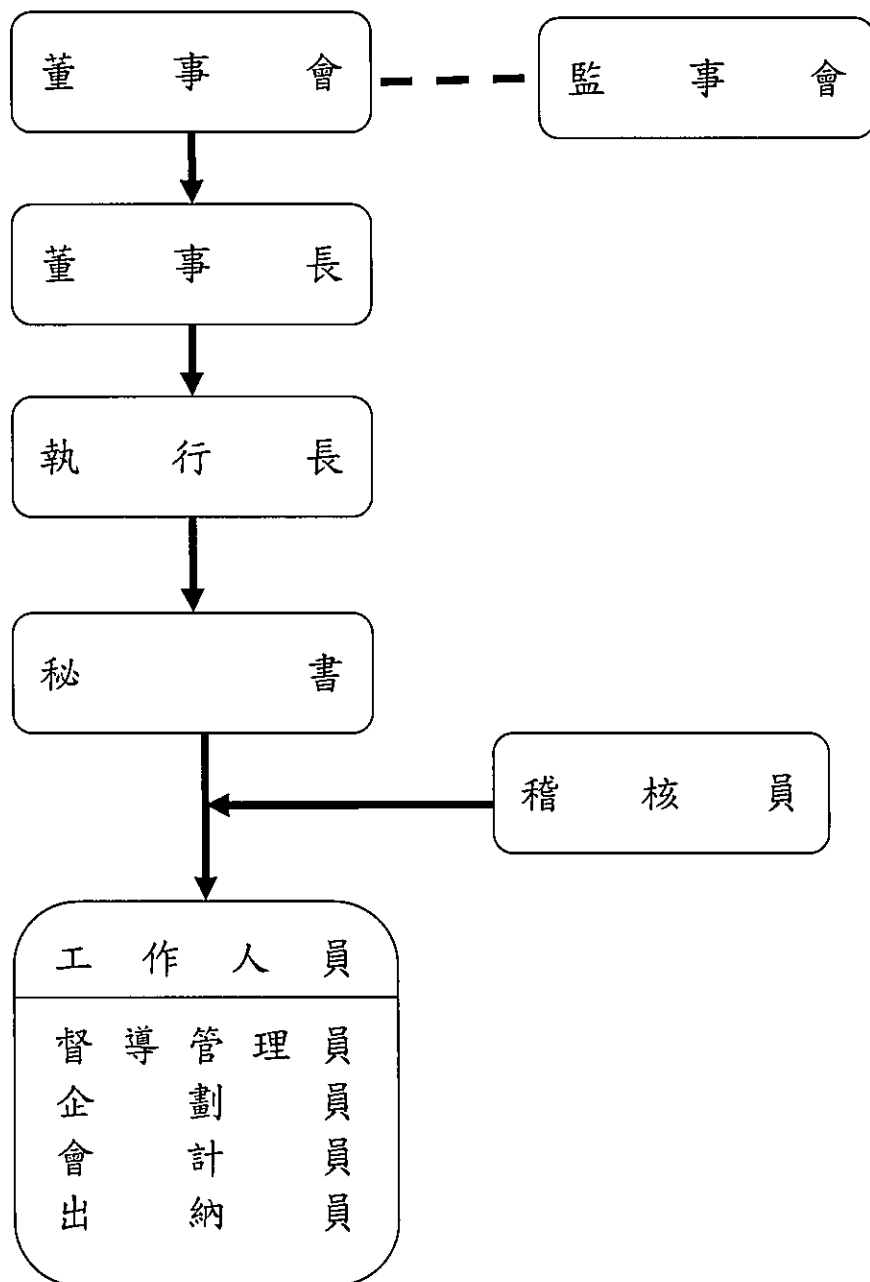 董事會
監事會
董事長
執行長
秘書
稽核員
工作人員
督導管理員
企劃員
會計員
出納員